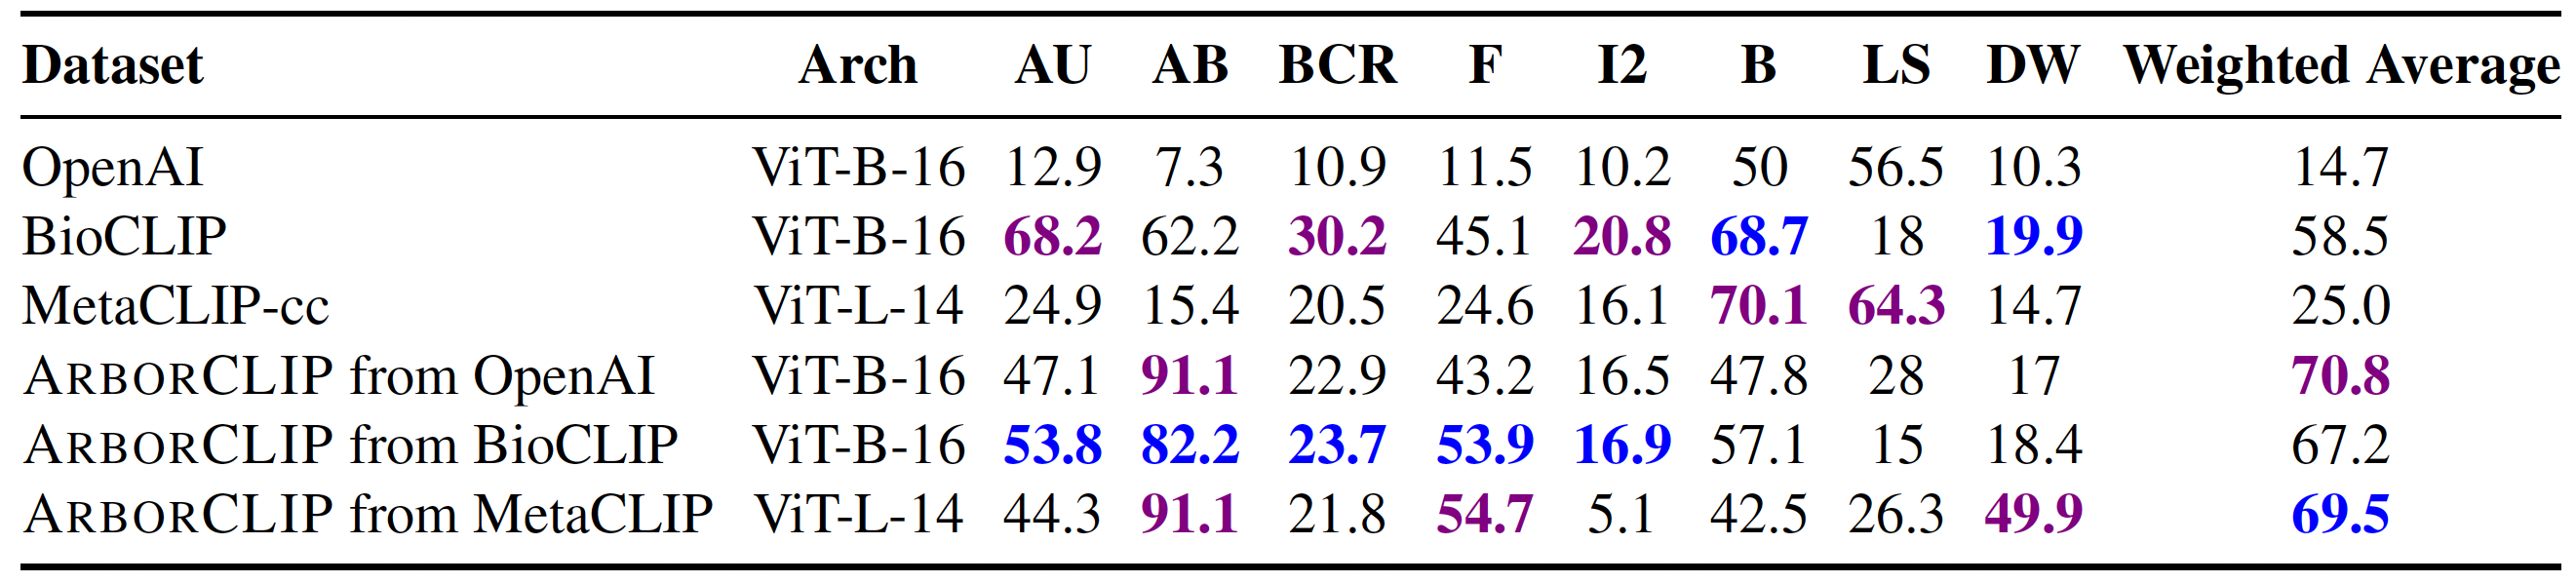 Dataset Arch AU AB BCR F I2 B LS DW Weighted Average
OpenAI ViT-B-16 12.9 7.3 10.9 11.5 10.2 50 56.5 10.3 14.7
BioCLIP ViT-B-16 68.2 62.2 30.2 45.1 20.8 68.7 18 19.9 58.5
MetaCLIP-cc ViT-L-14 24.9 15.4 20.5 24.6 16.1 70.1 64.3 14.7 25.0
ARBORCLIP from OpenAI ViT-B-16 47.1 91.1 22.9 43.2 16.5 47.8 28 17 70.8
ARBORCLIP from BioCLIP ViT-B-16 53.8 82.2 23.7 53.9 16.9 57.1 15 18.4 67.2
ARBORCLIP from MetaCLIP ViT-L-14 44.3 91.1 21.8 54.7 5.1 42.5 26.3 49.9 69.5